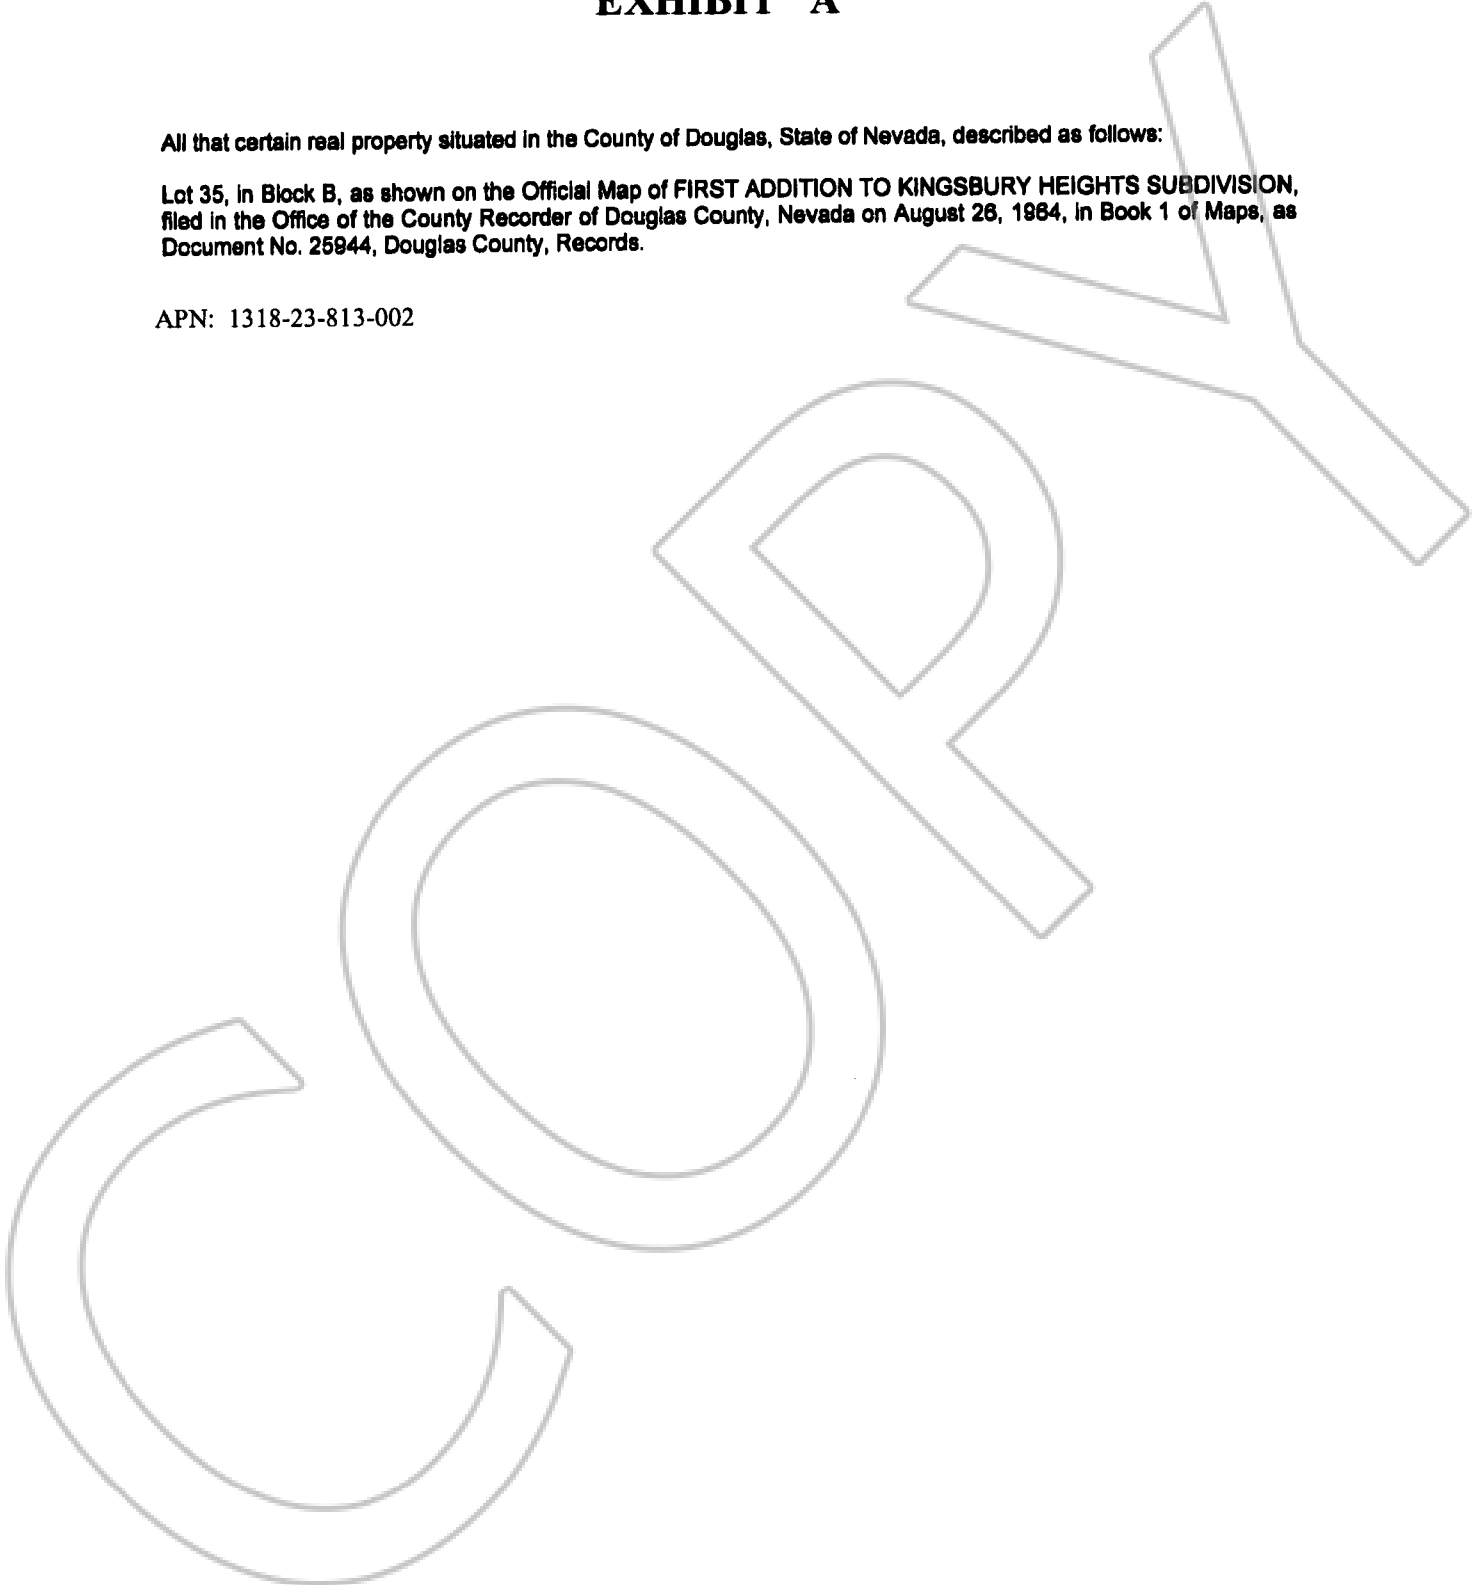 EXHIBIT "A"
All that certain real property situated in the County of Douglas, State of Nevada, described as follows:
Lot 35, in Block B, as shown on the Official Map of FIRST ADDITION TO KINGSBURY HEIGHTS SUBDIVISION,
filed in the Office of the County Recorder of Douglas County, Nevada on August 26, 1964, in Book 1 of Maps, as
Document No. 25944, Douglas County, Records.
APN: 1318-23-813-002
COPY